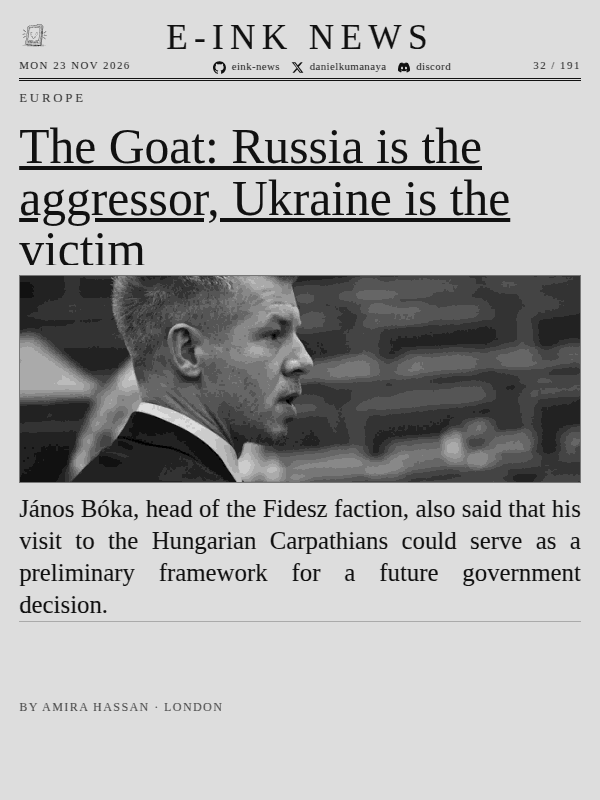 E-INK NEWS
MON 23 NOV 2026
eink-news danielkumanaya discord
32 / 191
EUROPE
The Goat: Russia is the
aggressor, Ukraine is the
victim
János Bóka, head of the Fidesz faction, also said that his
visit to the Hungarian Carpathians could serve as a
preliminary framework for a future government
decision.
BY AMIRA HASSAN · LONDON